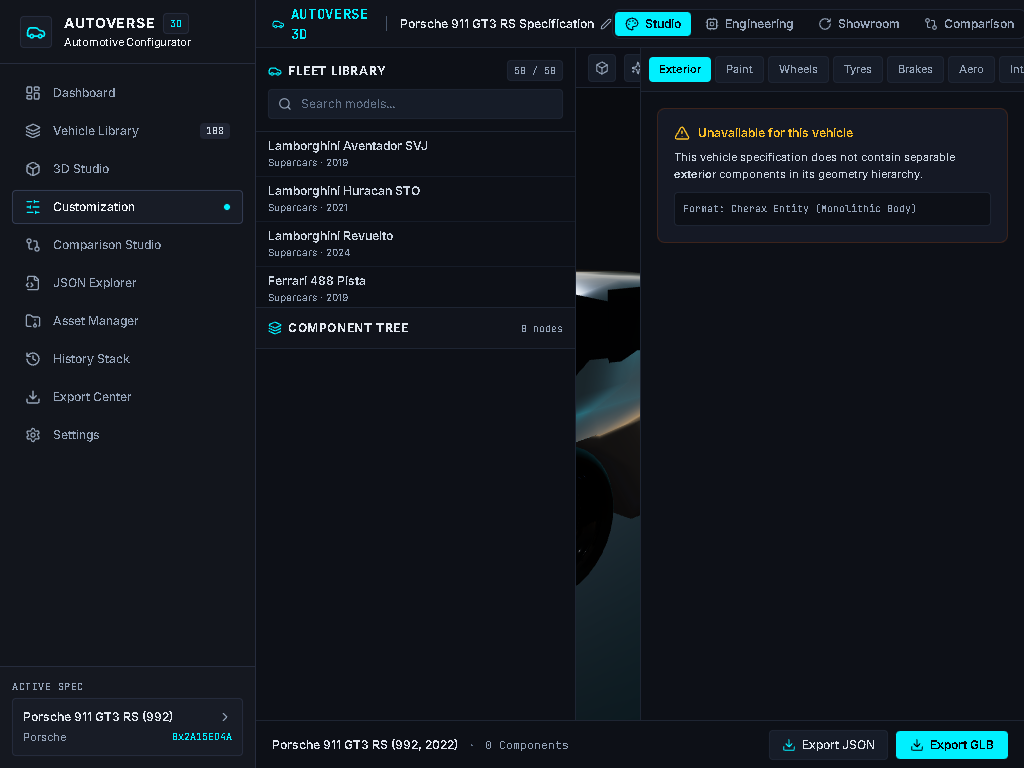 AUTOVERSE 3D
Automotive Configurator
Dashboard
Vehicle Library 188
3D Studio
Customization
Comparison Studio
JSON Explorer
Asset Manager
History Stack
Export Center
Settings
ACTIVE SPEC
Porsche 911 GT3 RS (992)
Porsche 0x2A15E04A
AUTOVERSE
3D
Porsche 911 GT3 RS Specification
Studio
Engineering
Showroom
Comparison
FLEET LIBRARY 50 / 50
Search models...
Lamborghini Aventador SVJ
Supercars · 2019
Lamborghini Huracan STO
Supercars · 2021
Lamborghini Revuelto
Supercars · 2024
Ferrari 488 Pista
Supercars · 2019
COMPONENT TREE 0 nodes
Exterior Paint Wheels Tyres Brakes Aero Int
Unavailable for this vehicle
This vehicle specification does not contain separable
exterior components in its geometry hierarchy.
Format: Cherax Entity (Monolithic Body)
Porsche 911 GT3 RS (992, 2022) · 0 Components
Export JSON
Export GLB